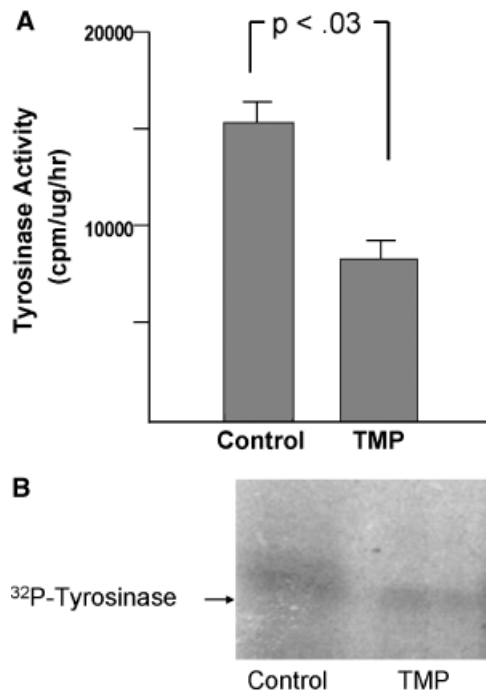 A
p < .03
20000
10000
Tyrosinase Activity
(cpm/ug/hr)
Control TMP
B
³²P-Tyrosinase
Control TMP